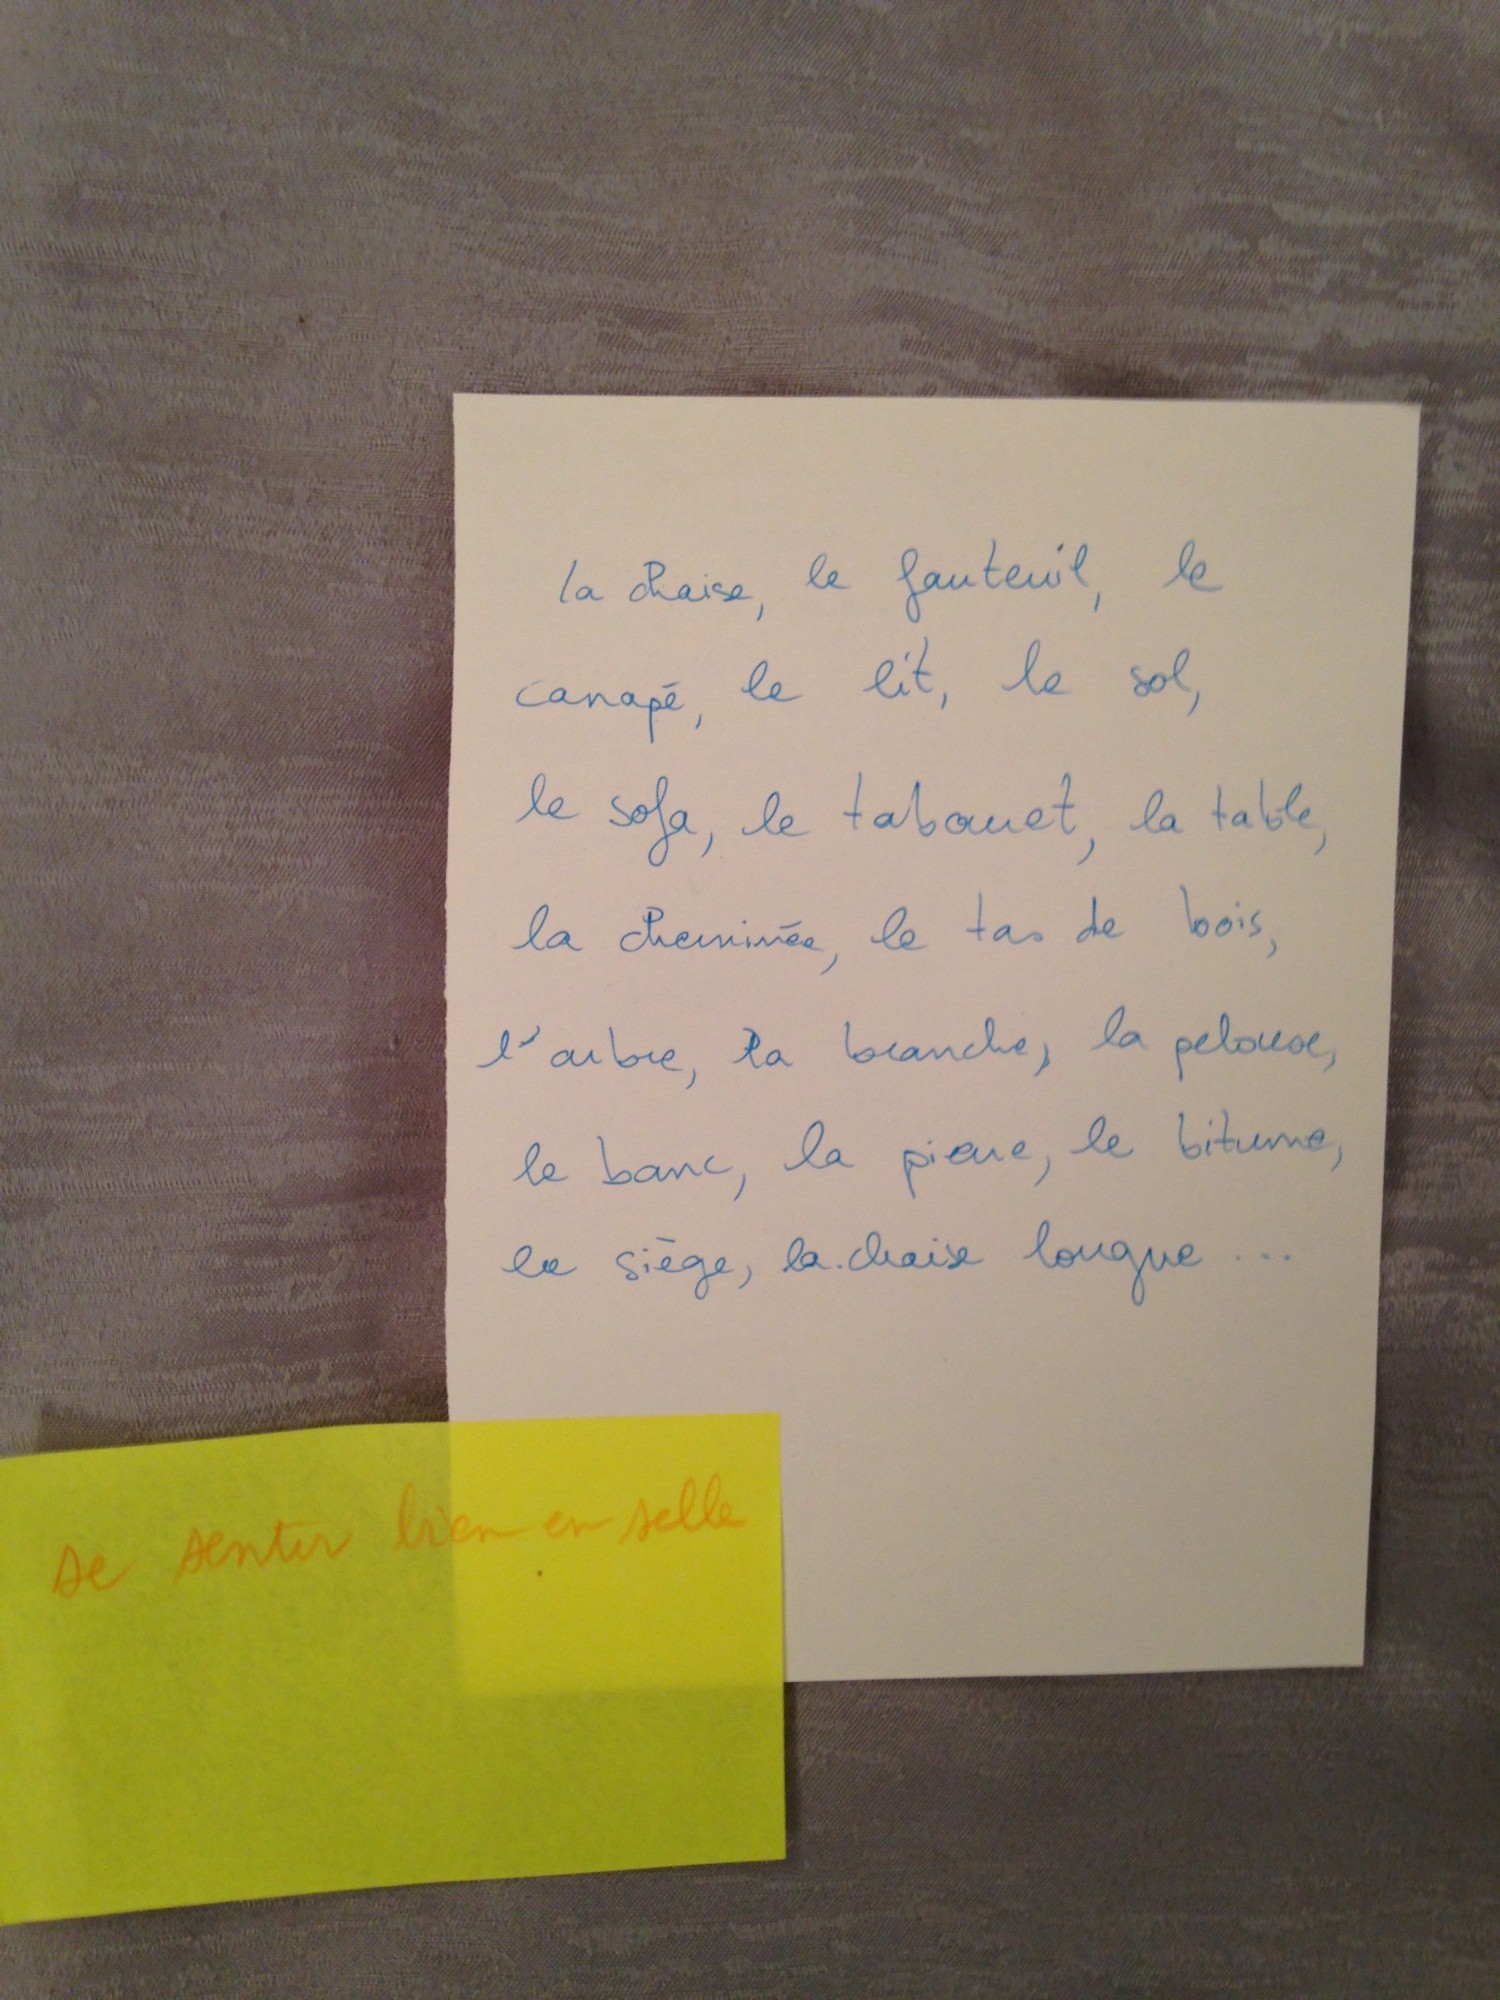 la chaise, le fauteuil, le
canapé, le lit, le sol,
le sofa, le tabouret, la table,
la cheminée, le tas de bois,
l'arbre, la branche, la pelouse,
le banc, la pierre, le bitume,
le siège, la chaise longue ...
se sentir bien en selle